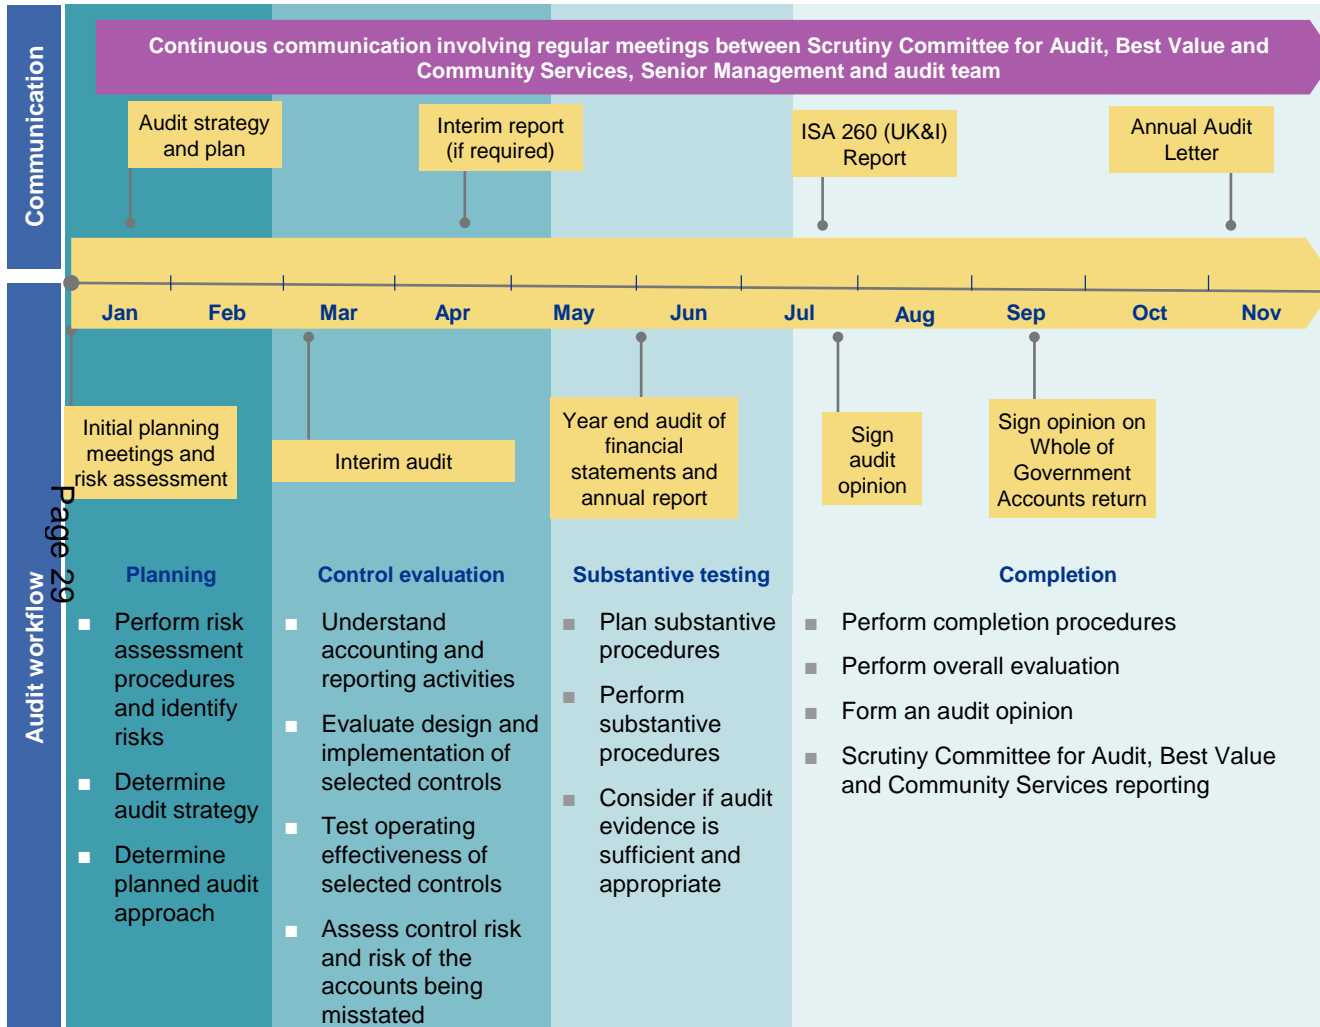 Communication
Continuous communication involving regular meetings between Scrutiny Committee for Audit, Best Value and
Community Services, Senior Management and audit team
Audit strategy
and plan
Interim report
(if required)
ISA 260 (UK&I)
Report
Annual Audit
Letter
Jan
Feb
Mar
Apr
May
Jun
Jul
Aug
Sep
Oct
Nov
Audit workflow
Initial planning
meetings and
risk assessment
Interim audit
Year end audit of
financial
statements and
annual report
Sign
audit
opinion
Sign opinion on
Whole of
Government
Accounts return
Page 29
Planning
■ Perform risk
assessment
procedures
and identify
risks
■ Determine
audit strategy
■ Determine
planned audit
approach
Control evaluation
■ Understand
accounting and
reporting activities
■ Evaluate design and
implementation of
selected controls
■ Test operating
effectiveness of
selected controls
■ Assess control risk
and risk of the
accounts being
misstated
Substantive testing
■ Plan substantive
procedures
■ Perform
substantive
procedures
■ Consider if audit
evidence is
sufficient and
appropriate
Completion
■ Perform completion procedures
■ Perform overall evaluation
■ Form an audit opinion
■ Scrutiny Committee for Audit, Best Value
and Community Services reporting